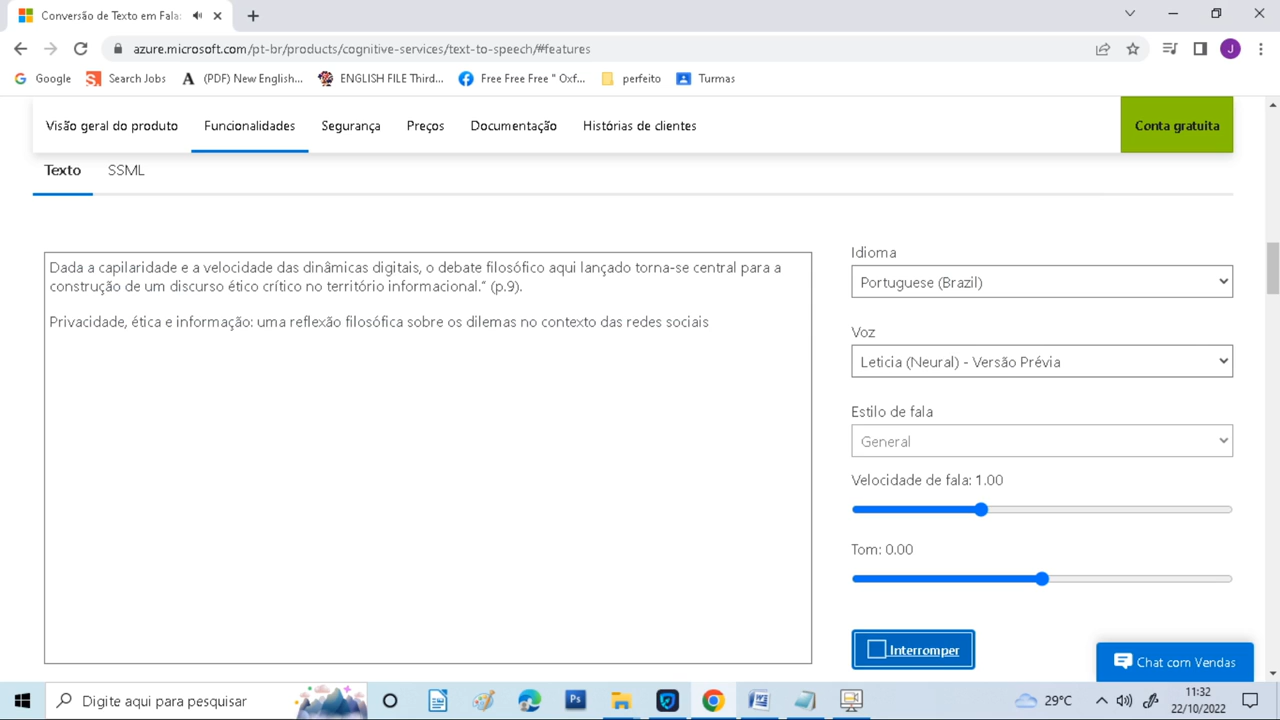 Conversão de Texto em Fala:
azure.microsoft.com/pt-br/products/cognitive-services/text-to-speech/#features
J
Google
Search Jobs
(PDF) New English...
ENGLISH FILE Third...
Free Free Free " Oxf...
perfeito
Turmas
Visão geral do produto
Funcionalidades
Segurança
Preços
Documentação
Histórias de clientes
Conta gratuita
Texto
SSML
Dada a capilaridade e a velocidade das dinâmicas digitais, o debate filosófico aqui lançado torna-se central para a
construção de um discurso ético crítico no território informacional.” (p.9).
Privacidade, ética e informação: uma reflexão filosófica sobre os dilemas no contexto das redes sociais
Idioma
Portuguese (Brazil)
Voz
Leticia (Neural) - Versão Prévia
Estilo de fala
General
Velocidade de fala: 1.00
Tom: 0.00
Interromper
Chat com Vendas
Digite aqui para pesquisar
Ps
29°C
11:32
22/10/2022